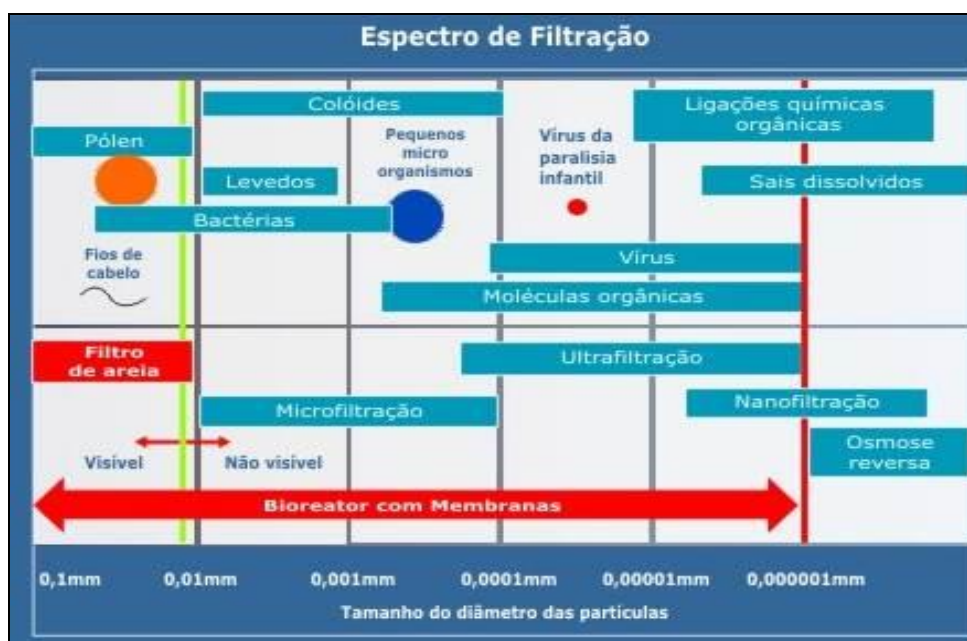 Espectro de Filtração
Colóides
Ligações químicas
orgânicas
Pólen
Pequenos
micro
organismos
Vírus da
paralisia
infantil
Levedos
Sais dissolvidos
Bactérias
Fios de
cabelo
Vírus
Moléculas orgânicas
Filtro
de areia
Ultrafiltração
Microfiltração
Nanofiltração
Visível
Não visível
Osmose
reversa
Bioreator com Membranas
0,1mm 0,01mm 0,001mm 0,0001mm 0,00001mm 0,000001mm
Tamanho do diâmetro das partículas